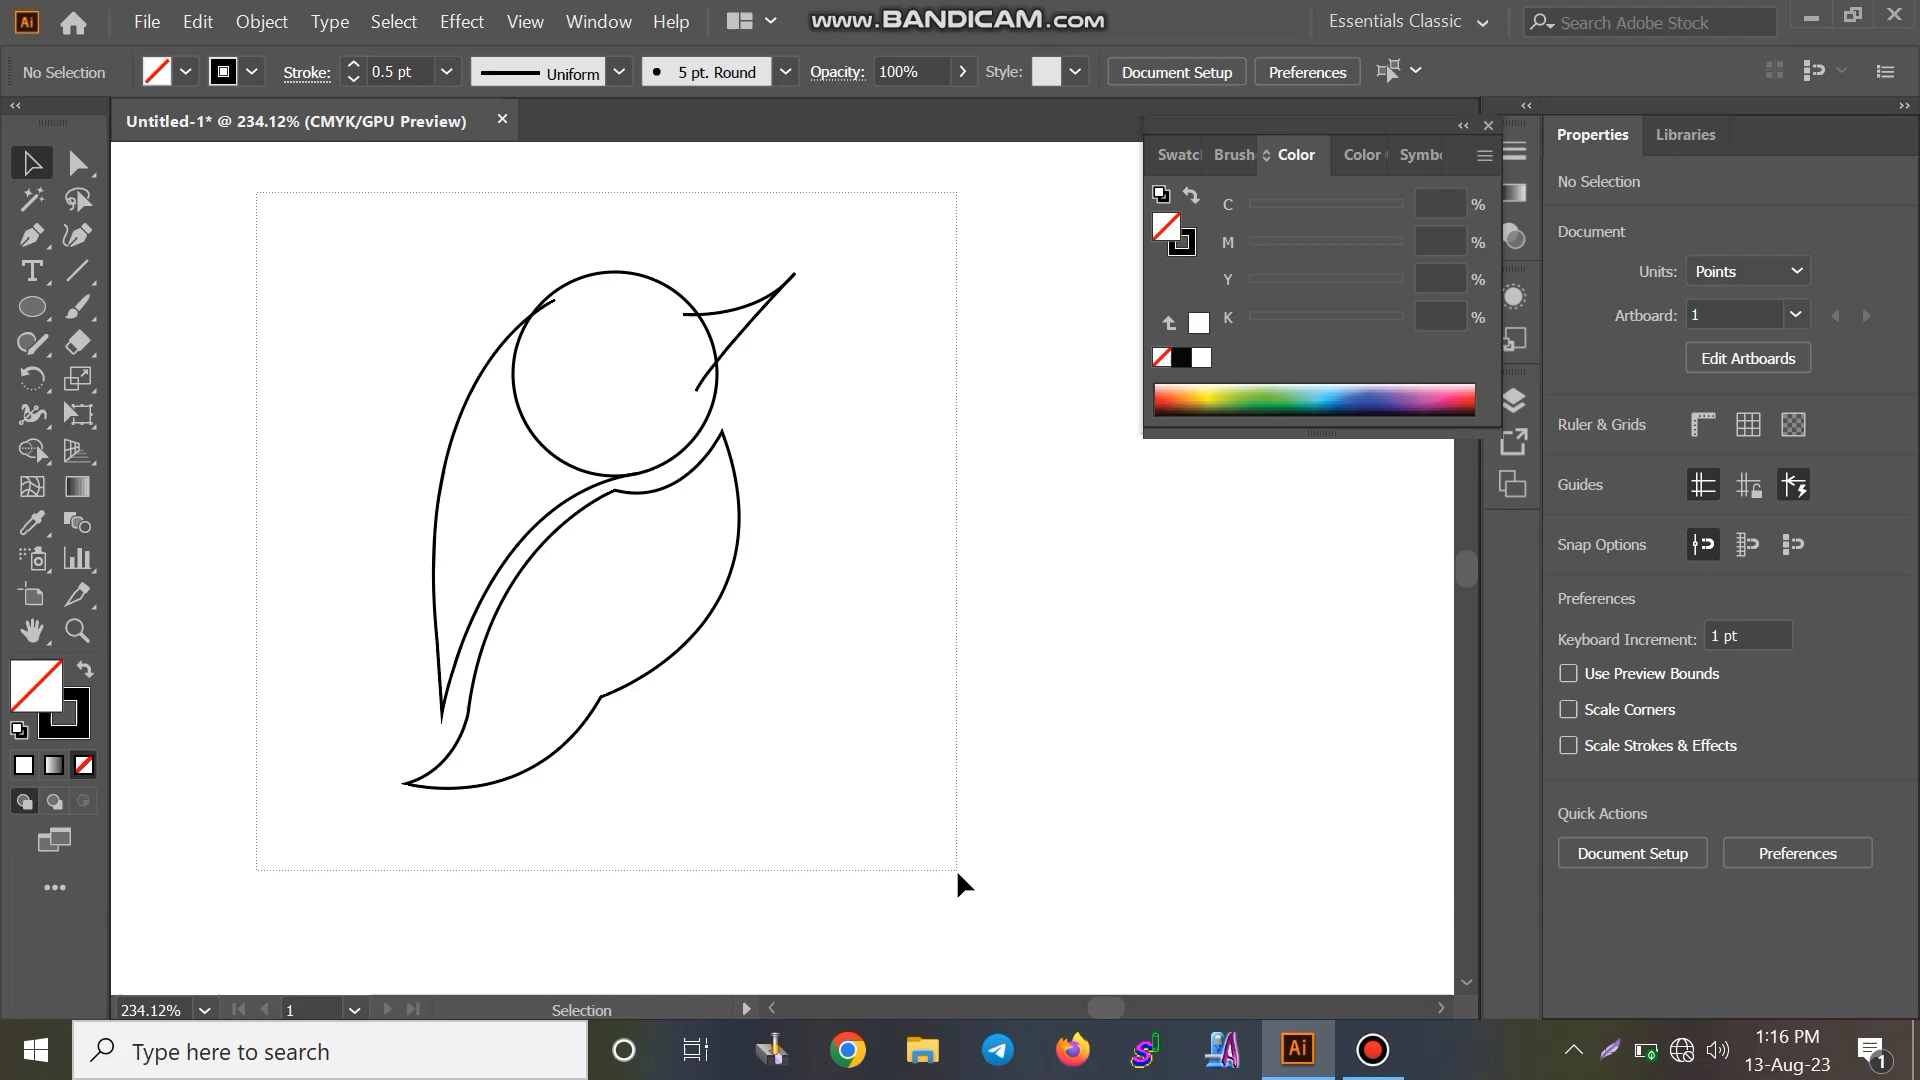 Ai File Edit Object Type Select Effect View Window Help www.BANDICAM.com Essentials Classic Search Adobe Stock
No Selection Stroke: 0.5 pt Uniform 5 pt. Round Opacity: 100% Style: Document Setup Preferences
Untitled-1* @ 234.12% (CMYK/GPU Preview)
Swatc Brush Color Color Symbo
C %
M %
Y %
K %
Properties Libraries
No Selection
Document
Units: Points
Artboard: 1
Edit Artboards
Ruler & Grids
Guides
Snap Options
Preferences
Keyboard Increment: 1 pt
Use Preview Bounds
Scale Corners
Scale Strokes & Effects
Quick Actions
Document Setup Preferences
234.12% 1 Selection
Type here to search
Ai
1:16 PM
13-Aug-23
1